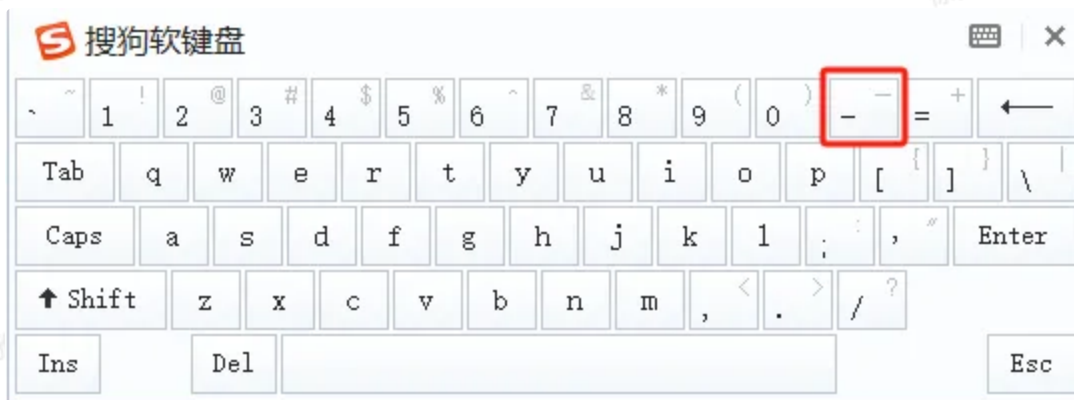 搜狗软键盘
` ~ 1 ! 2 @ 3 # 4 $ 5 % 6 ^ 7 & 8 * 9 ( 0 ) - — = + ←
Tab q w e r t y u i o p [ { ] } \ |
Caps a s d f g h j k l ; : ' " Enter
⬆ Shift z x c v b n m , < . > / ?
Ins Del Esc